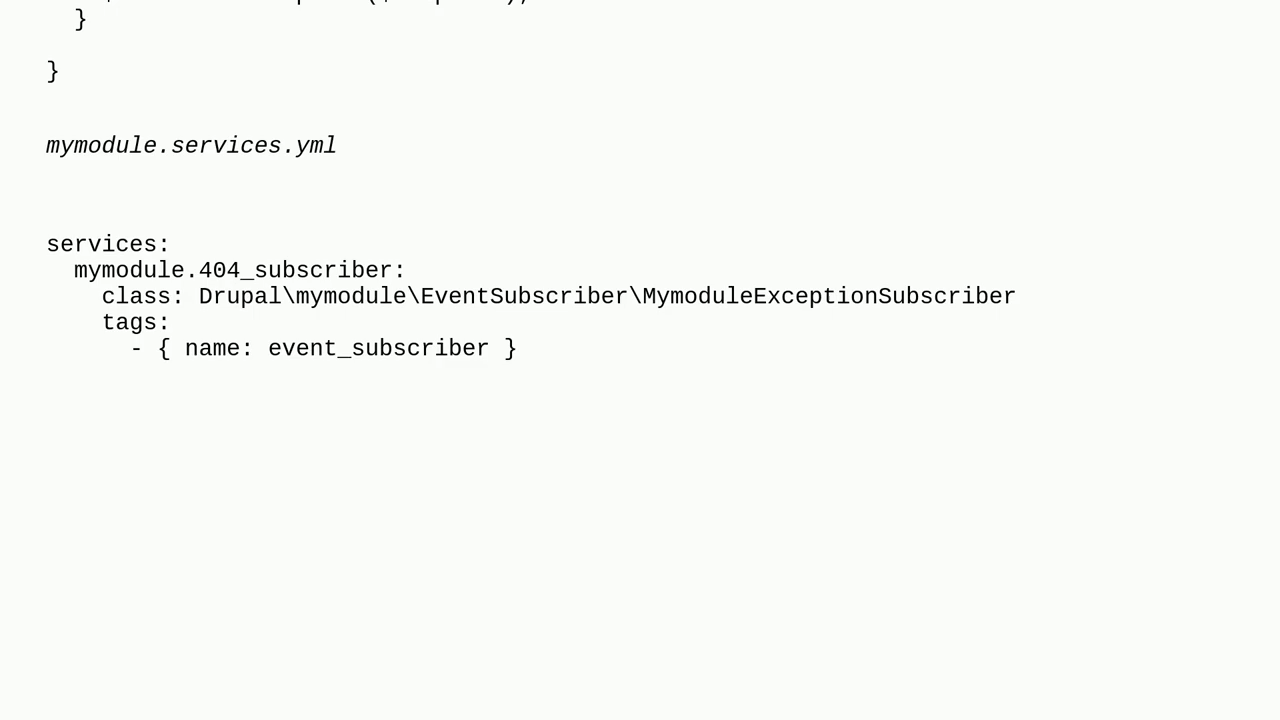 }

}

mymodule.services.yml

services:
  mymodule.404_subscriber:
    class: Drupal\mymodule\EventSubscriber\MymoduleExceptionSubscriber
    tags:
      - { name: event_subscriber }